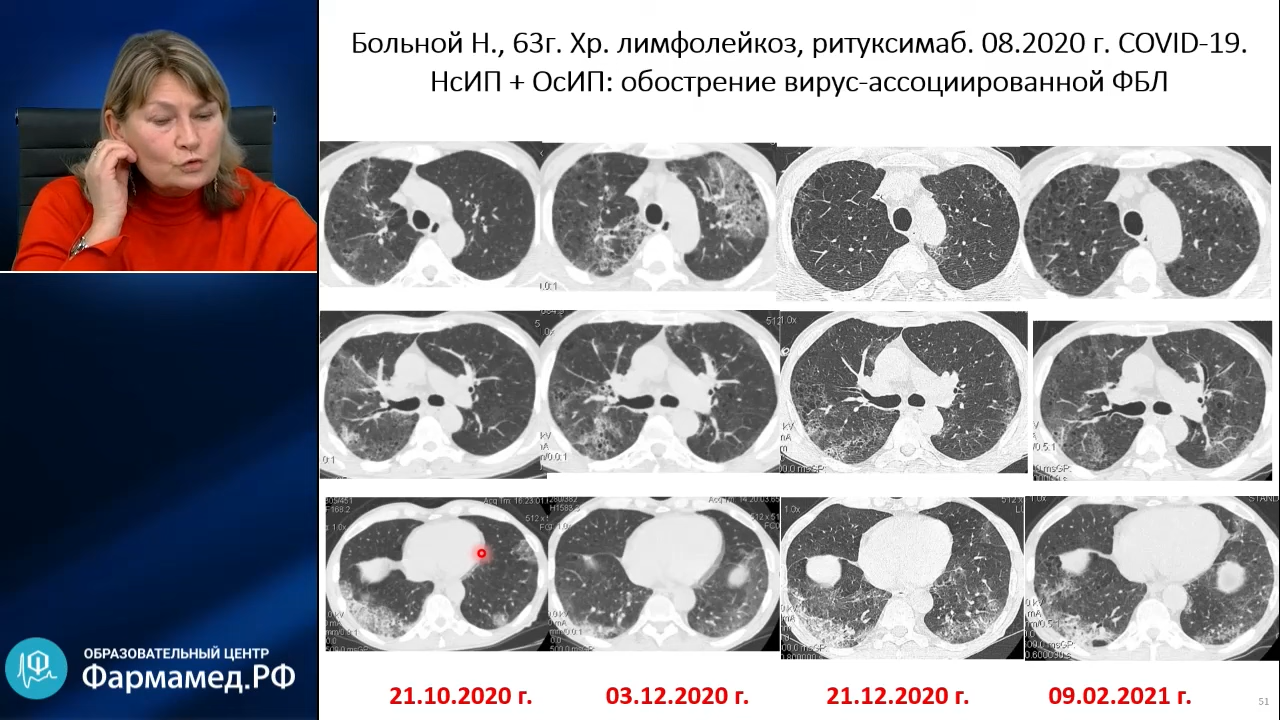 Больной Н., 63г. Хр. лимфолейкоз, ритуксимаб. 08.2020 г. COVID-19.
НсИП + ОсИП: обострение вирус-ассоциированной ФБЛ
21.10.2020 г.
03.12.2020 г.
21.12.2020 г.
09.02.2021 г.
51
ОБРАЗОВАТЕЛЬНЫЙ ЦЕНТР
Фармамед.РФ